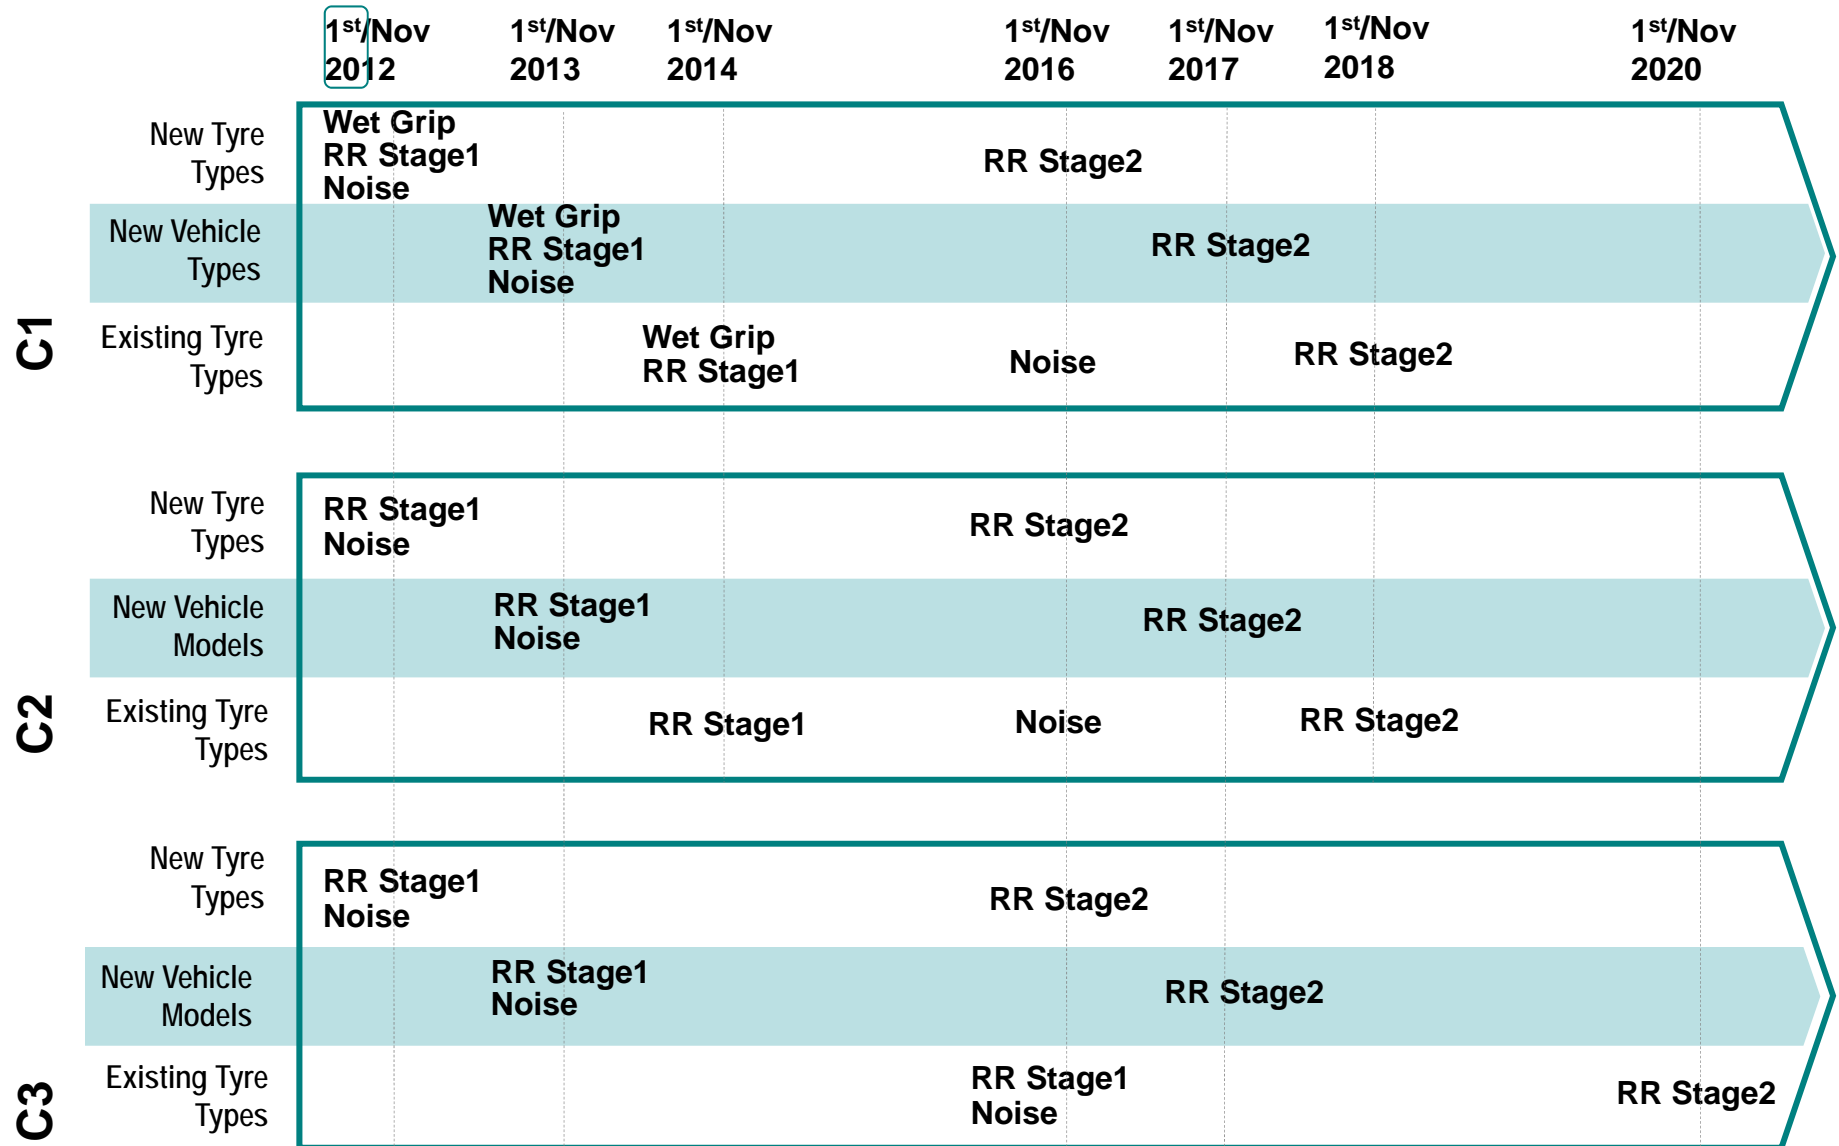 1st/Nov
2012
1st/Nov
2013
1st/Nov
2014
1st/Nov
2016
1st/Nov
2017
1st/Nov
2018
1st/Nov
2020
C1
New Tyre
Types
Wet Grip
RR Stage1
Noise
RR Stage2
New Vehicle
Types
Wet Grip
RR Stage1
Noise
RR Stage2
Existing Tyre
Types
Wet Grip
RR Stage1
Noise
RR Stage2
C2
New Tyre
Types
RR Stage1
Noise
RR Stage2
New Vehicle
Models
RR Stage1
Noise
RR Stage2
Existing Tyre
Types
RR Stage1
Noise
RR Stage2
C3
New Tyre
Types
RR Stage1
Noise
RR Stage2
New Vehicle
Models
RR Stage1
Noise
RR Stage2
Existing Tyre
Types
RR Stage1
Noise
RR Stage2